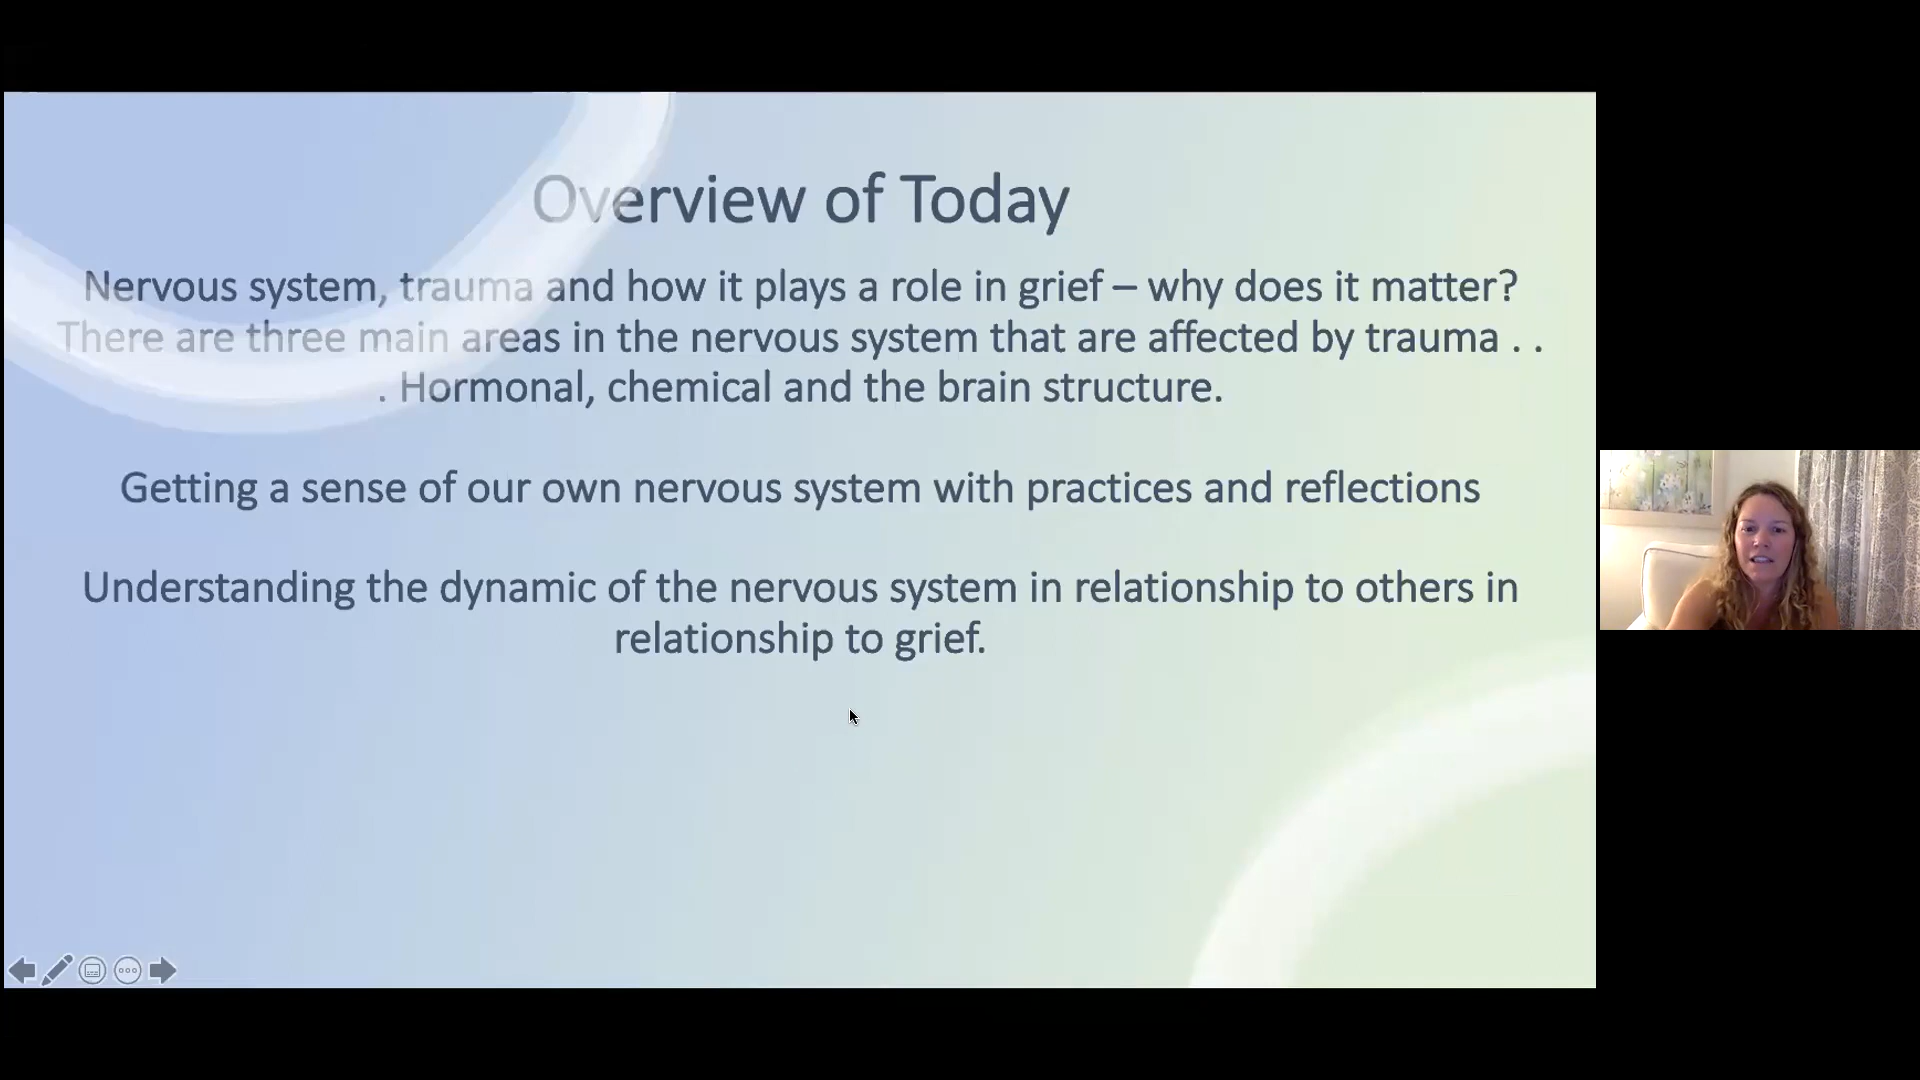 Overview of Today
Nervous system, trauma and how it plays a role in grief – why does it matter?
There are three main areas in the nervous system that are affected by trauma . .
. Hormonal, chemical and the brain structure.
Getting a sense of our own nervous system with practices and reflections
Understanding the dynamic of the nervous system in relationship to others in
relationship to grief.